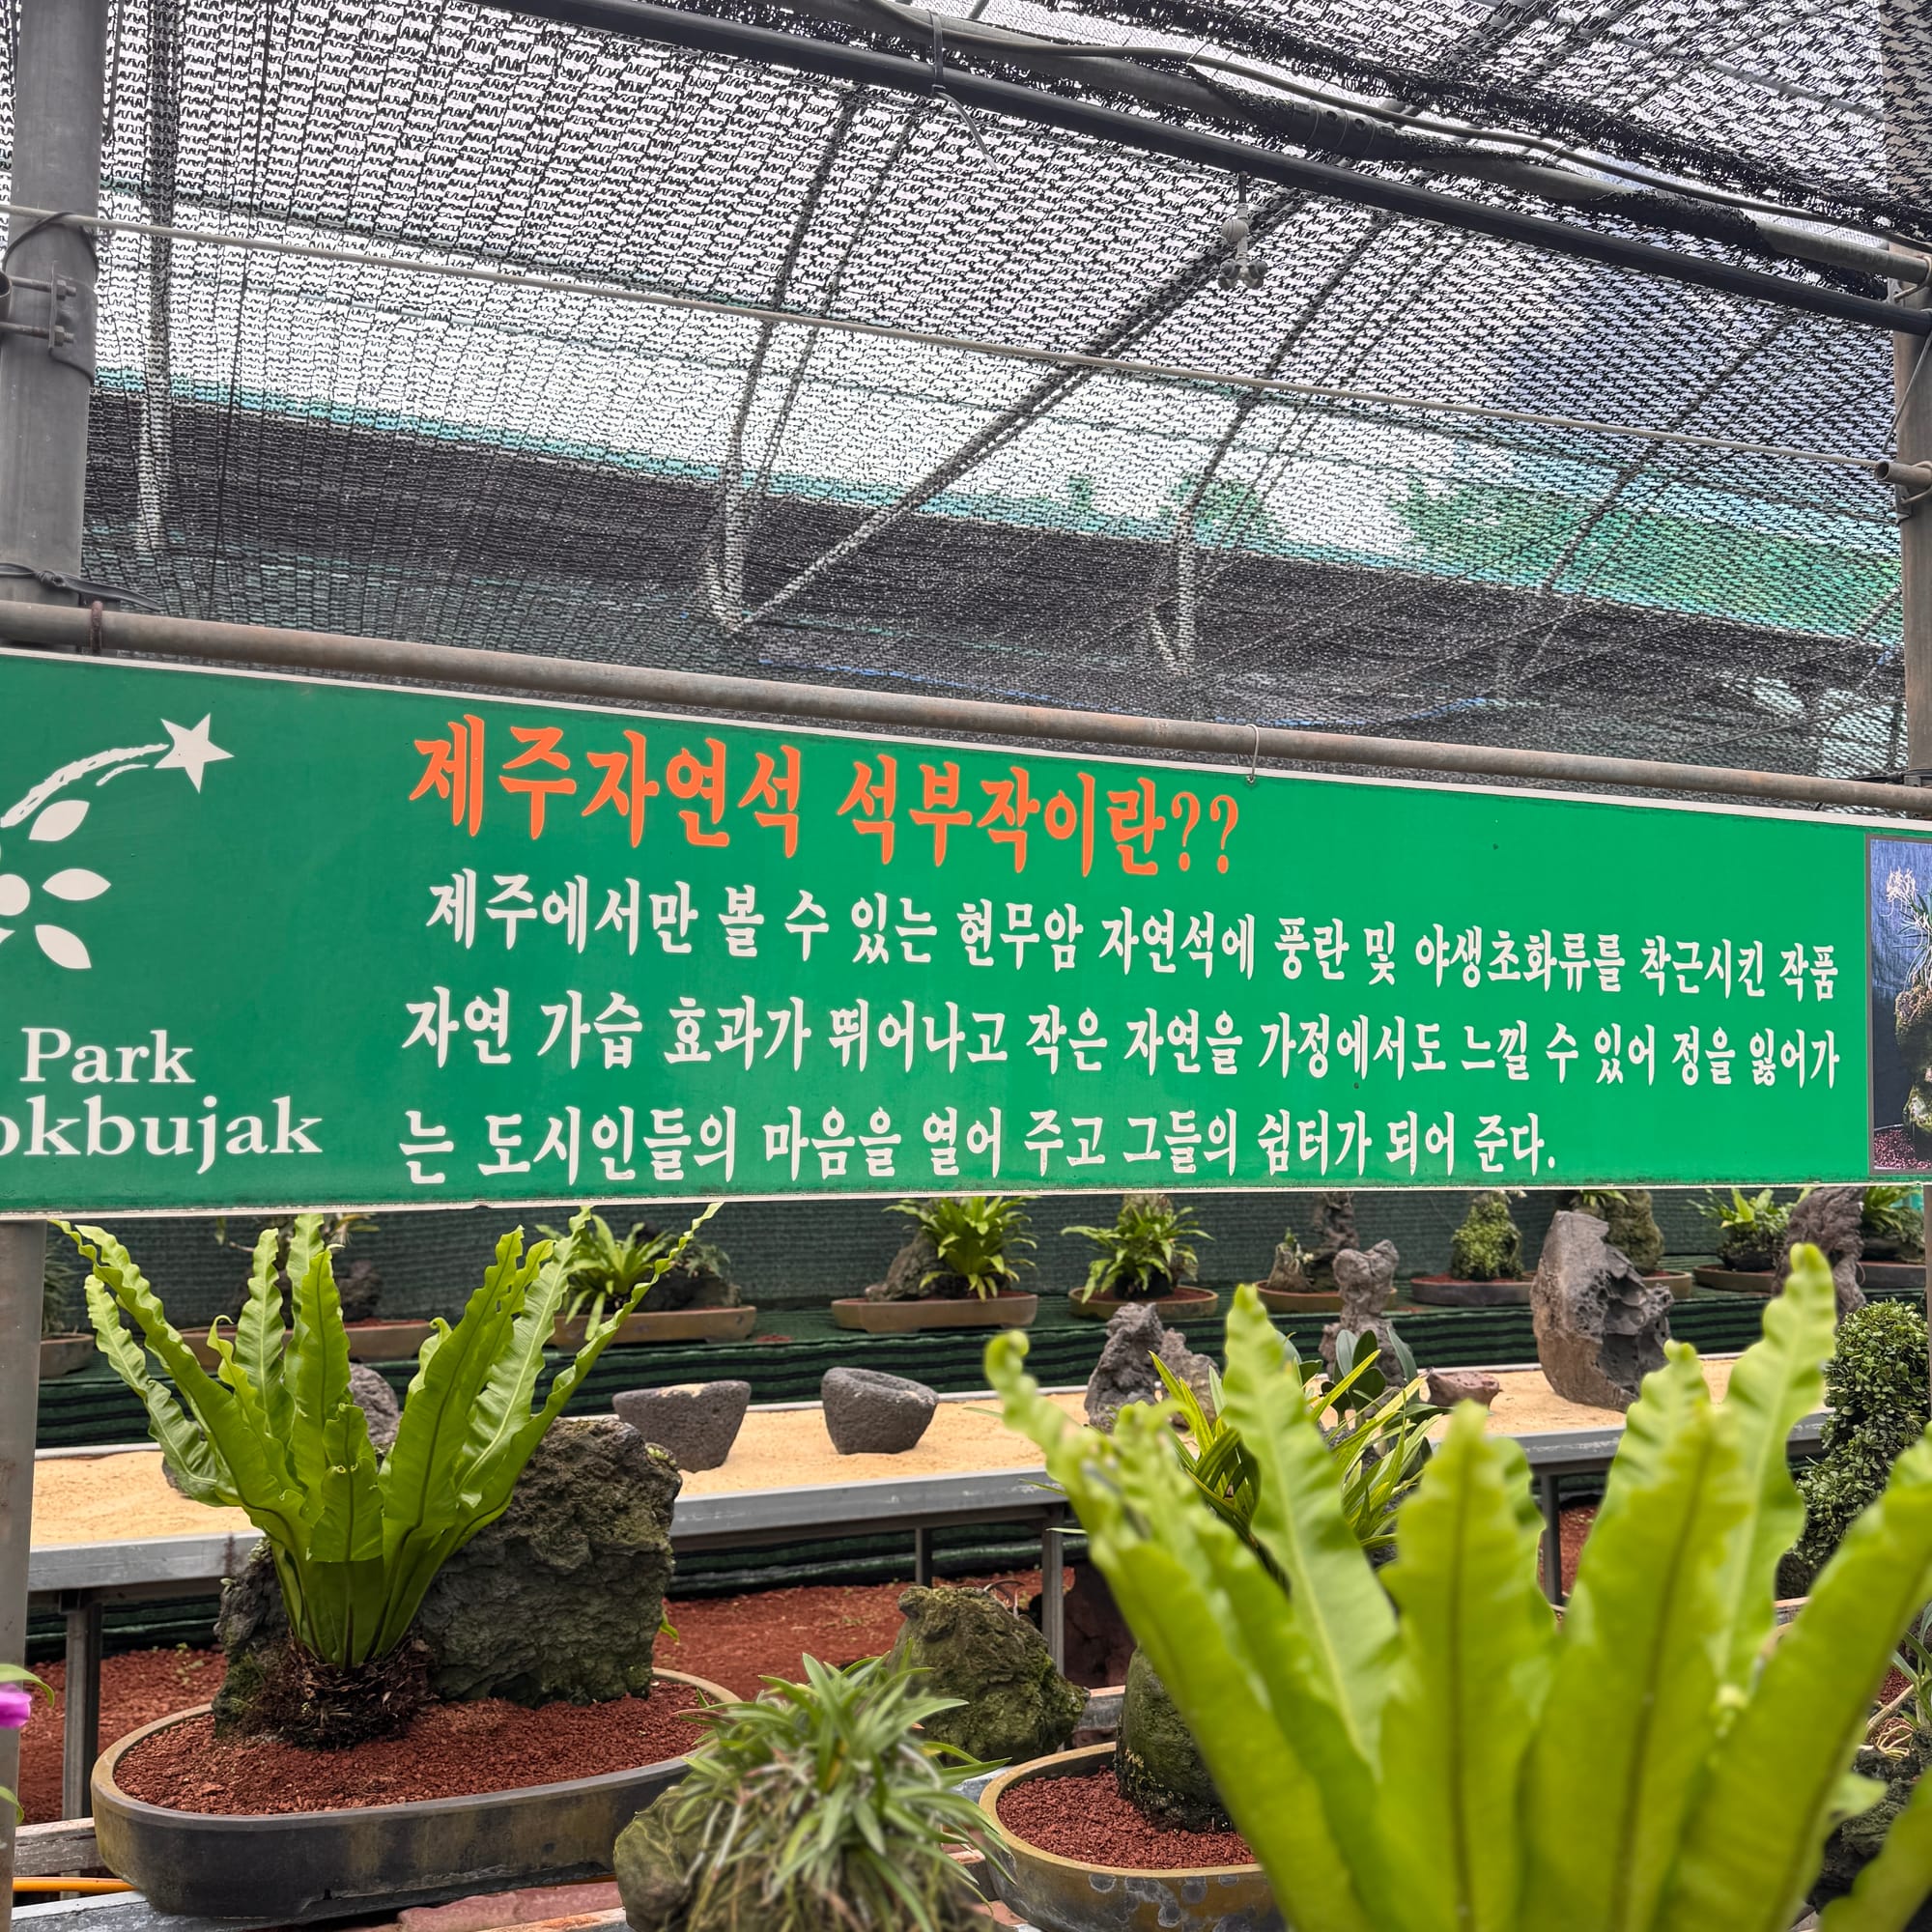 제주자연석 석부작이란??
제주에서만 볼 수 있는 현무암 자연석에 풍란 및 야생초화류를 착근시킨 작품
자연 가습 효과가 뛰어나고 작은 자연을 가정에서도 느낄 수 있어 정을 잃어가
는 도시인들의 마음을 열어 주고 그들의 쉼터가 되어 준다.
Park
okbujak